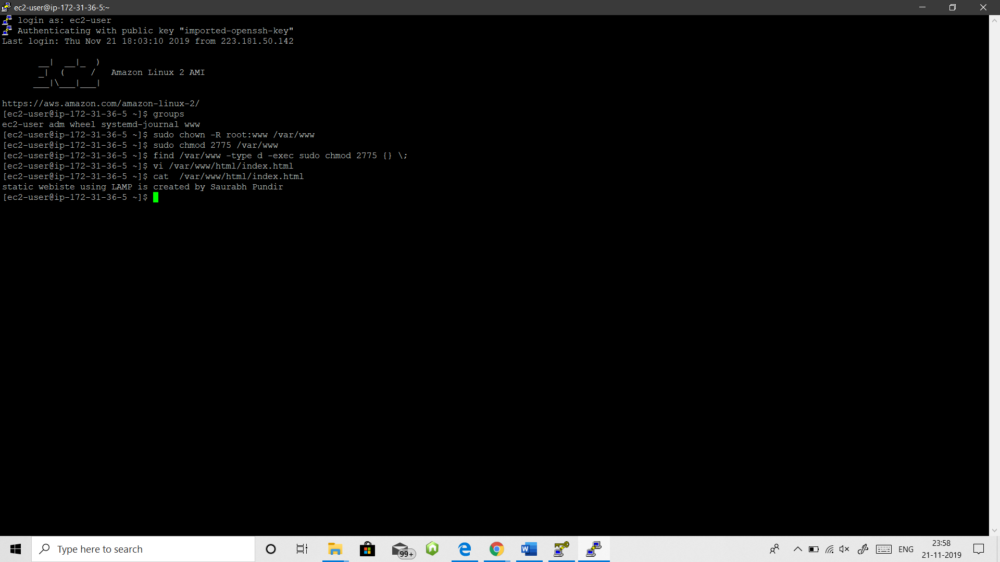 ec2-user@ip-172-31-36-5:~
login as: ec2-user
Authenticating with public key "imported-openssh-key"
Last login: Thu Nov 21 18:03:10 2019 from 223.181.50.142
__|  __|_  )
_|  (     /   Amazon Linux 2 AMI
___|\___|___|
https://aws.amazon.com/amazon-linux-2/
[ec2-user@ip-172-31-36-5 ~]$ groups
ec2-user adm wheel systemd-journal www
[ec2-user@ip-172-31-36-5 ~]$ sudo chown -R root:www /var/www
[ec2-user@ip-172-31-36-5 ~]$ sudo chmod 2775 /var/www
[ec2-user@ip-172-31-36-5 ~]$ find /var/www -type d -exec sudo chmod 2775 {} \;
[ec2-user@ip-172-31-36-5 ~]$ vi /var/www/html/index.html
[ec2-user@ip-172-31-36-5 ~]$ cat  /var/www/html/index.html
static webiste using LAMP is created by Saurabh Pundir
[ec2-user@ip-172-31-36-5 ~]$
Type here to search
99+
ENG
23:58
21-11-2019